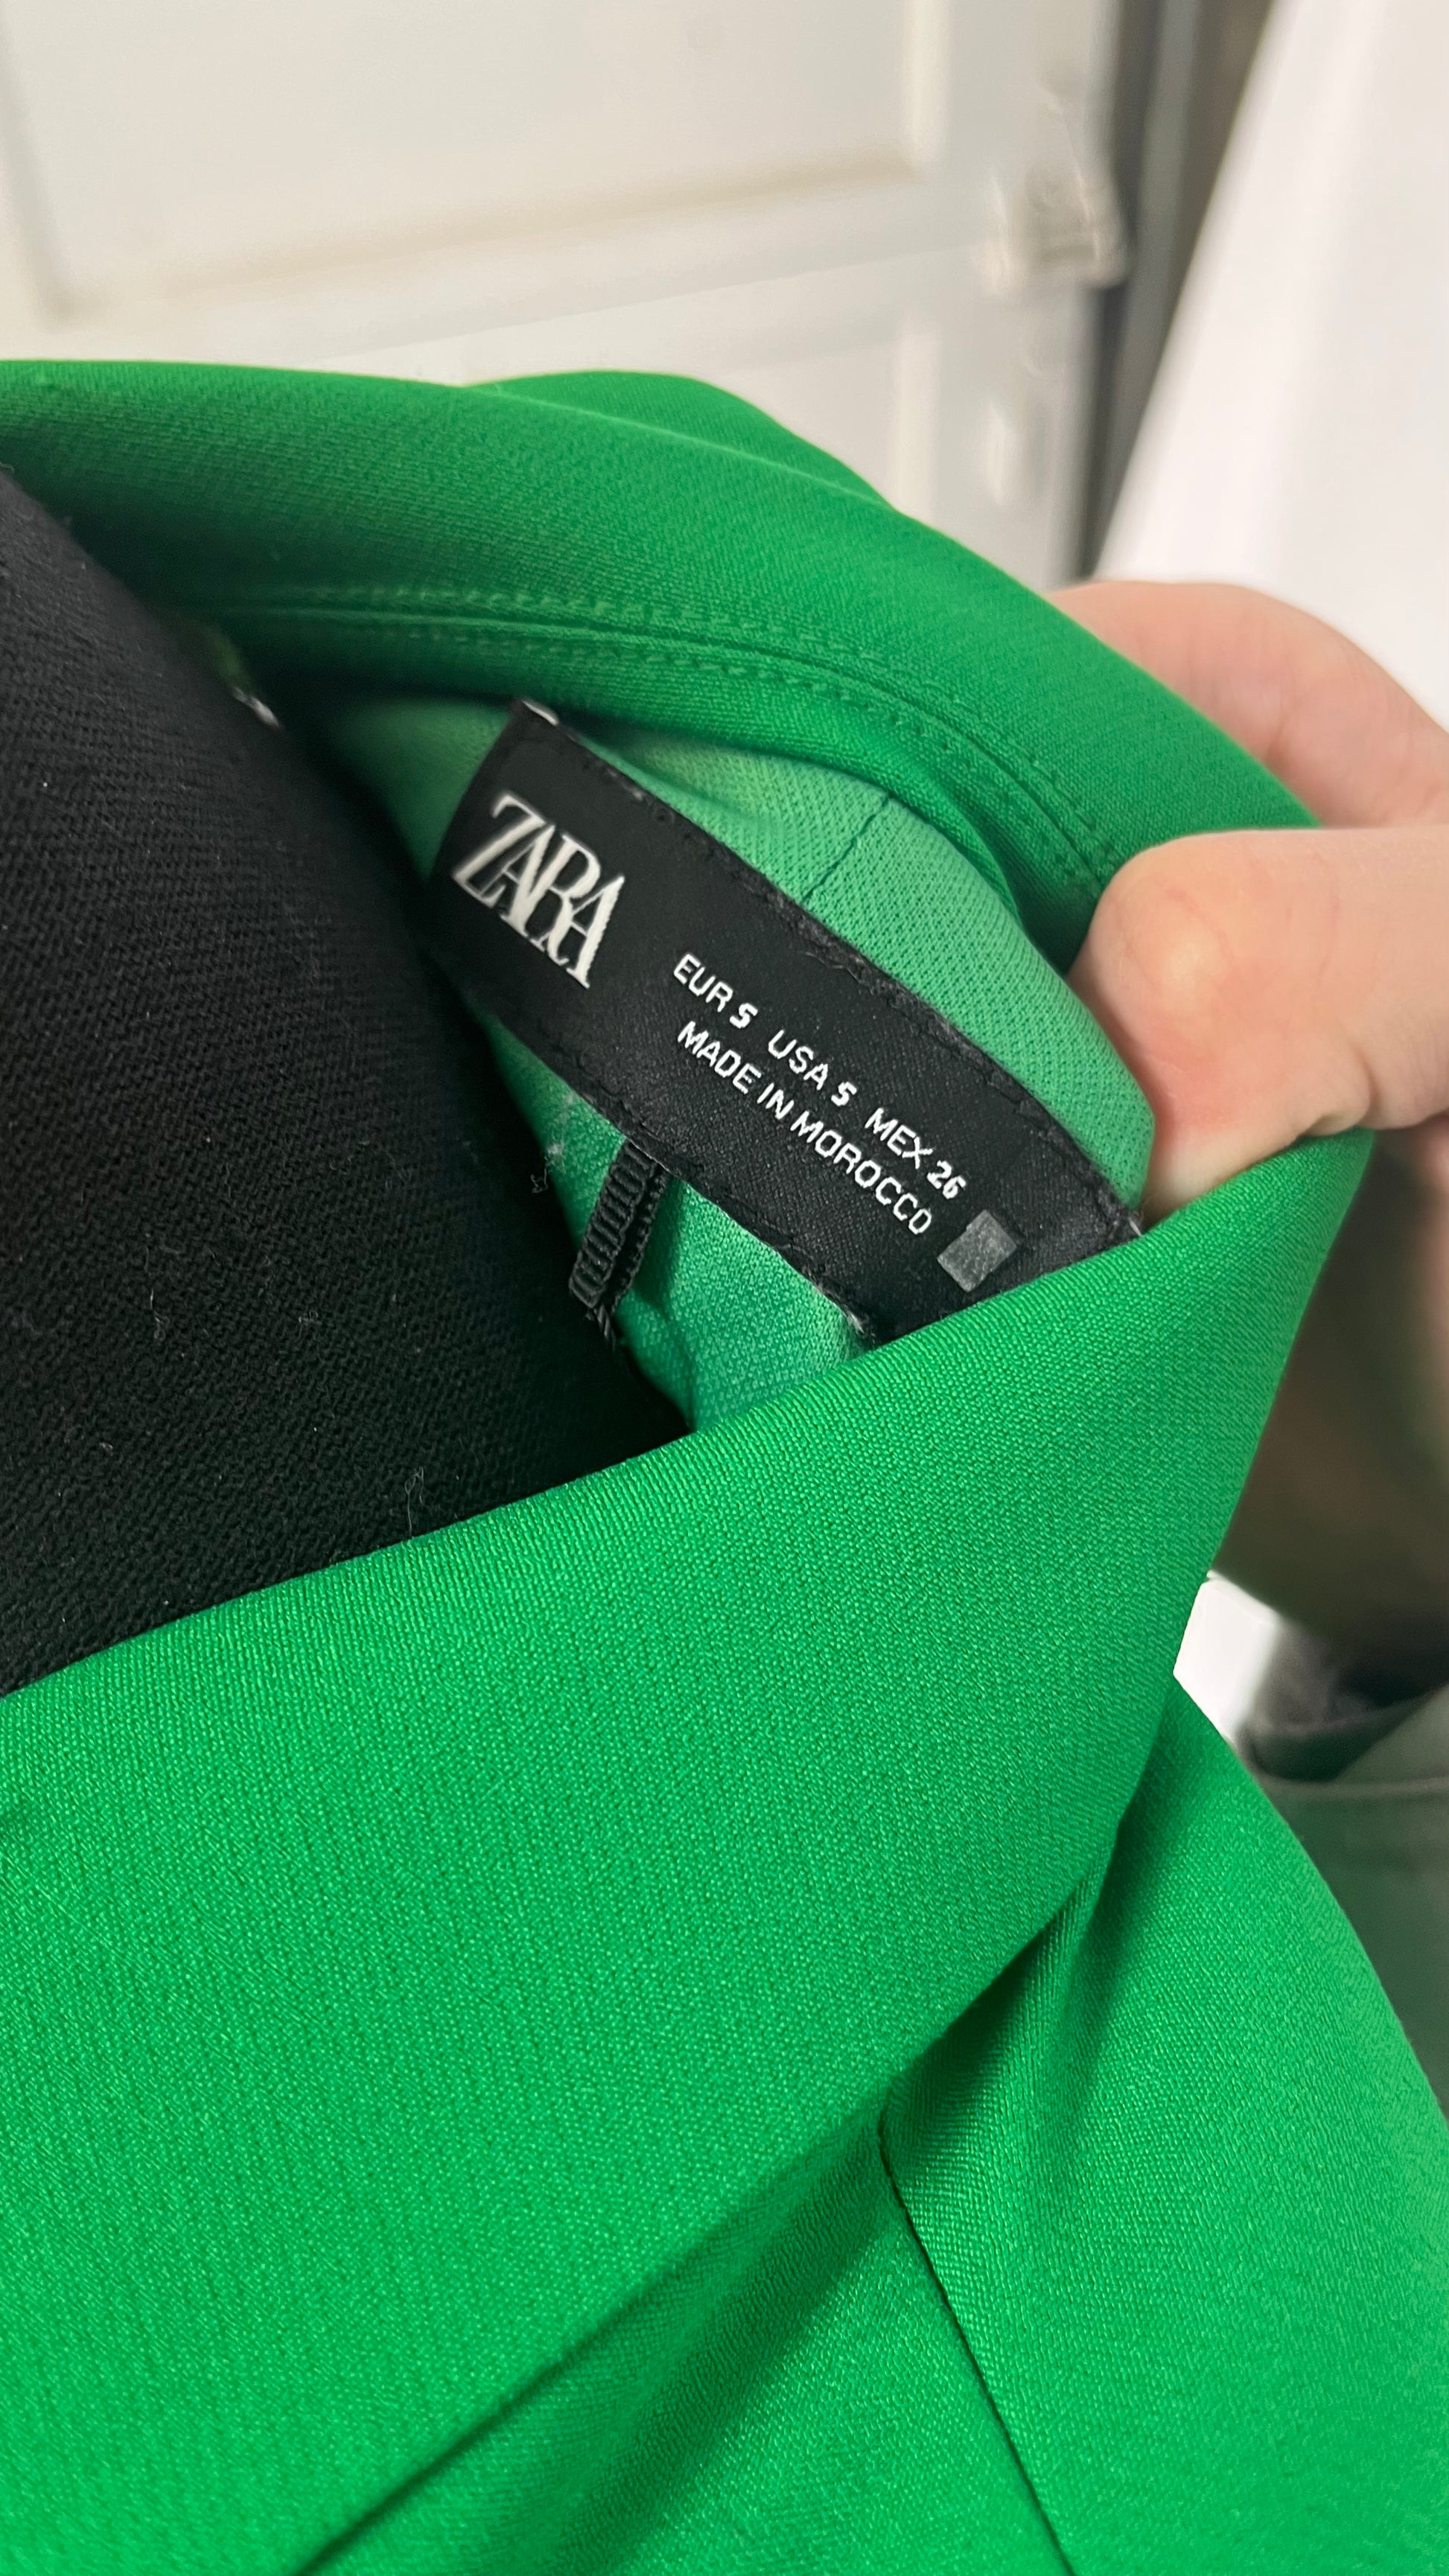 ZARA
EUR S USA S MEX 26
MADE IN MOROCCO